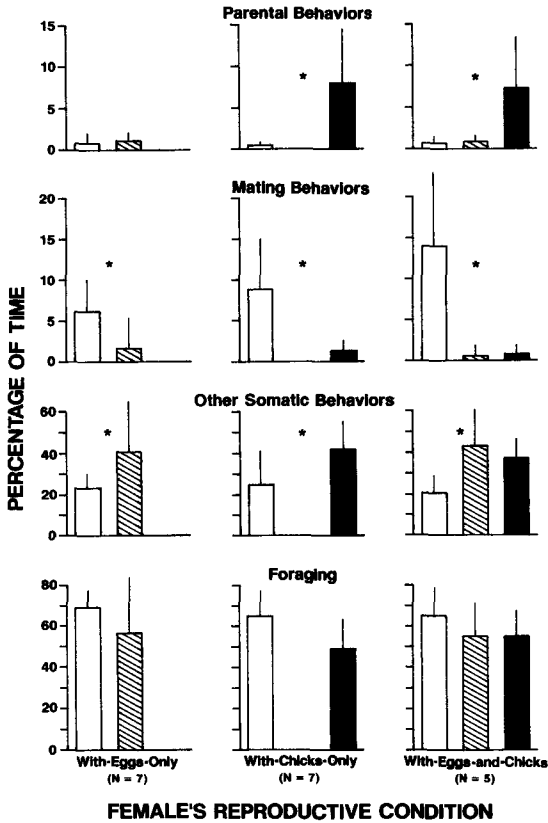 Parental Behaviors
15
10
5
0
*
*
Mating Behaviors
20
15
10
5
0
*
*
*
Other Somatic Behaviors
60
40
20
0
*
*
*
Foraging
80
60
40
20
0
PERCENTAGE OF TIME
With-Eggs-Only
(N = 7)
With-Chicks-Only
(N = 7)
With-Eggs-and-Chicks
(N = 5)
FEMALE'S REPRODUCTIVE CONDITION